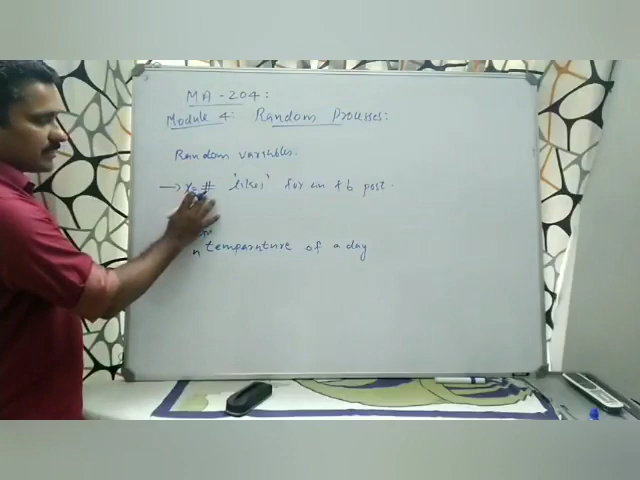 MA-204:
Module 4: Random Processes:
Random variables.
→ X= # 'likes' for an fb post.
temperature of a day